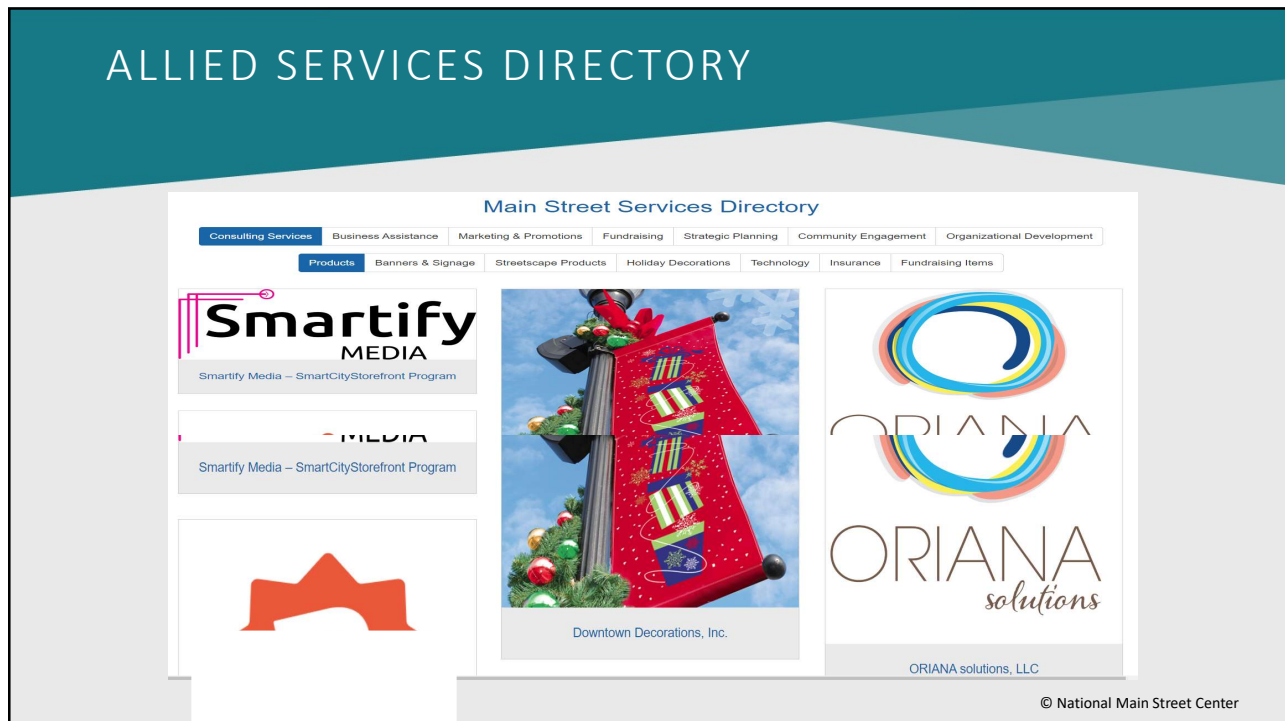 ALLIED SERVICES DIRECTORY
Main Street Services Directory
Consulting Services Business Assistance Marketing & Promotions Fundraising Strategic Planning Community Engagement Organizational Development
Products Banners & Signage Streetscape Products Holiday Decorations Technology Insurance Fundraising Items
Smartify
MEDIA
Smartify Media – SmartCityStorefront Program
MEDIA
Smartify Media – SmartCityStorefront Program
Downtown Decorations, Inc.
ORIANA
ORIANA
solutions
ORIANA solutions, LLC
© National Main Street Center